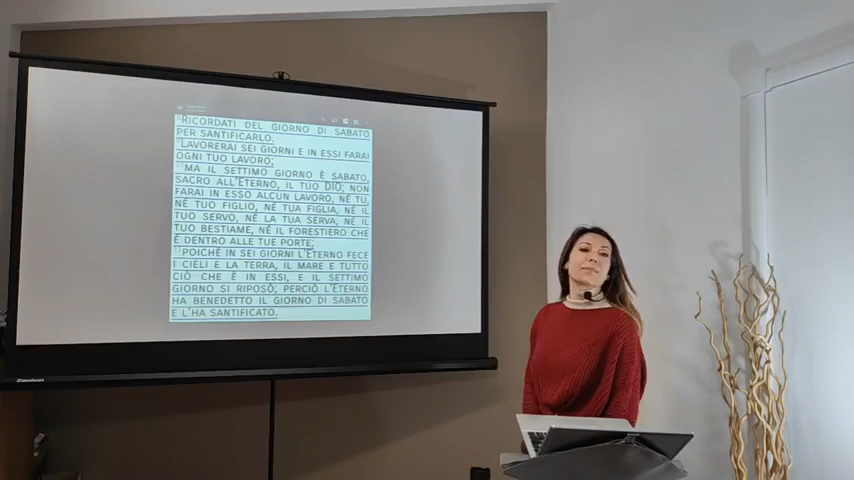 RICORDATI DEL GIORNO DI SABATO
PER SANTIFICARLO.
LAVORERAI SEI GIORNI E IN ESSI FARAI
OGNI TUO LAVORO;
MA IL SETTIMO GIORNO È SABATO,
SACRO ALL'ETERNO, IL TUO DIO; NON
FARAI IN ESSO ALCUN LAVORO, NÉ TU,
NÉ TUO FIGLIO, NÉ TUA FIGLIA, NÉ IL
TUO SERVO, NÉ LA TUA SERVA, NÉ IL
TUO BESTIAME, NÉ IL FORESTIERO CHE
È DENTRO ALLE TUE PORTE;
POICHÉ IN SEI GIORNI L'ETERNO FECE
I CIELI E LA TERRA, IL MARE E TUTTO
CIÒ CHE È IN ESSI, E IL SETTIMO
GIORNO SI RIPOSÒ; PERCIÒ L'ETERNO
HA BENEDETTO IL GIORNO DI SABATO
E L'HA SANTIFICATO.